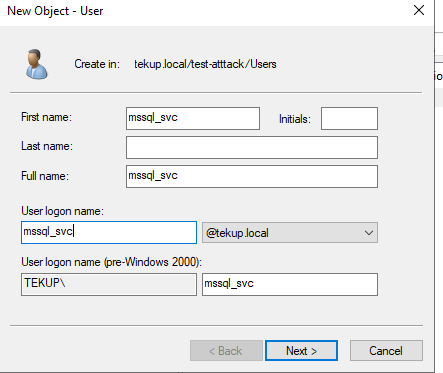 New Object - User
Create in: tekup.local/test-atttack/Users
First name: mssql_svc Initials:
Last name:
Full name: mssql_svc
User logon name:
mssql_svc @tekup.local
User logon name (pre-Windows 2000):
TEKUP\ mssql_svc
< Back Next > Cancel